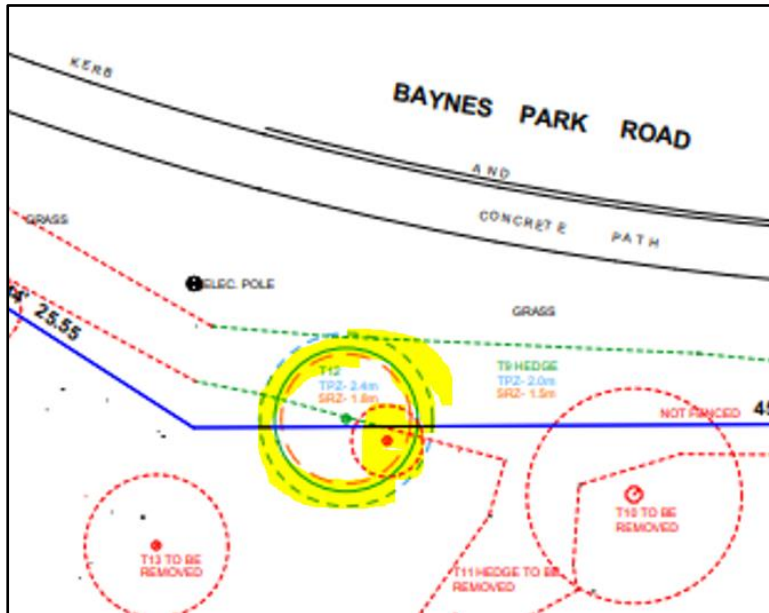 KERB
BAYNES PARK ROAD
AND
CONCRETE PATH
GRASS
ELEC. POLE
GRASS
25.55
T12
TPZ- 2.4m
SRZ- 1.8m
T9 HEDGE
TPZ- 2.0m
SRZ- 1.5m
NOT FENCED
T13 TO BE
REMOVED
T10 TO BE
REMOVED
T11 HEDGE TO BE
REMOVED